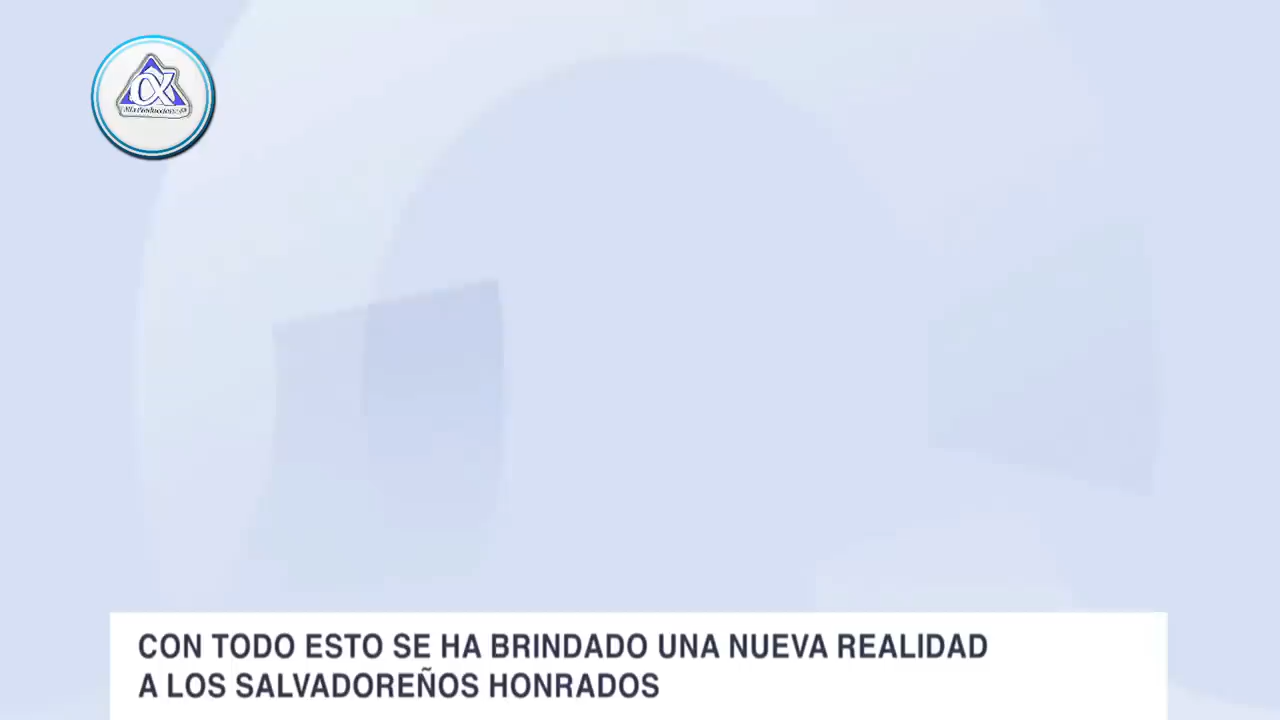 CON TODO ESTO SE HA BRINDADO UNA NUEVA REALIDAD
A LOS SALVADOREÑOS HONRADOS